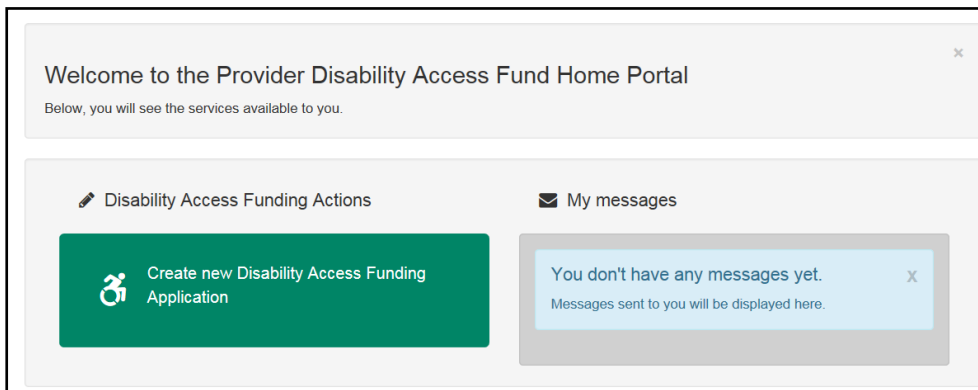 Welcome to the Provider Disability Access Fund Home Portal
Below, you will see the services available to you.
Disability Access Funding Actions
Create new Disability Access Funding
Application
My messages
You don't have any messages yet.
Messages sent to you will be displayed here.